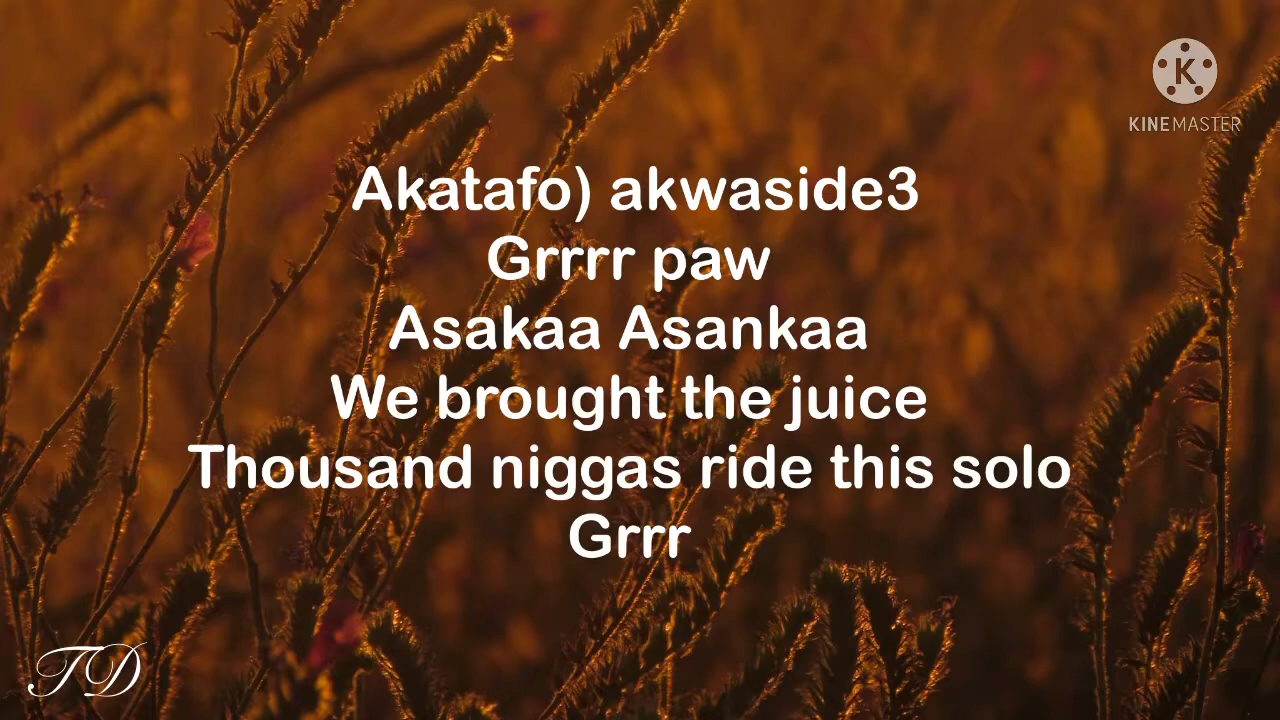 K
KINEMASTER
Akatafo) akwaside3
Grrrr paw
Asakaa Asankaa
We brought the juice
Thousand niggas ride this solo
Grrr
TD